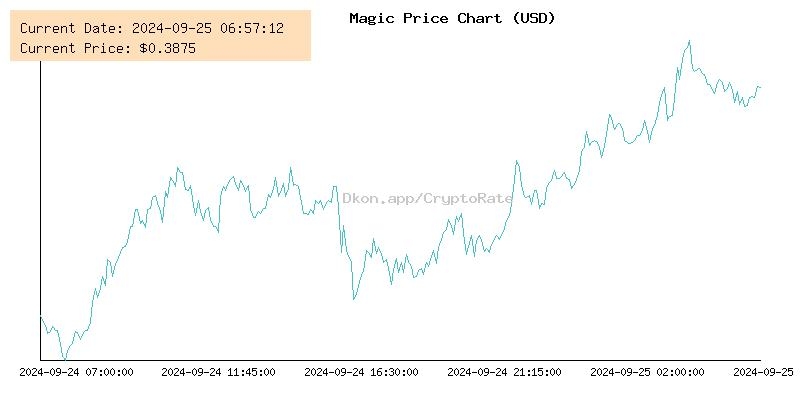 Magic Price Chart (USD)
Current Date: 2024-09-25 06:57:12
Current Price: $0.3875
Dkon.app/CryptoRate
2024-09-24 07:00:00 2024-09-24 11:45:00 2024-09-24 16:30:00 2024-09-24 21:15:00 2024-09-25 02:00:00 2024-09-25